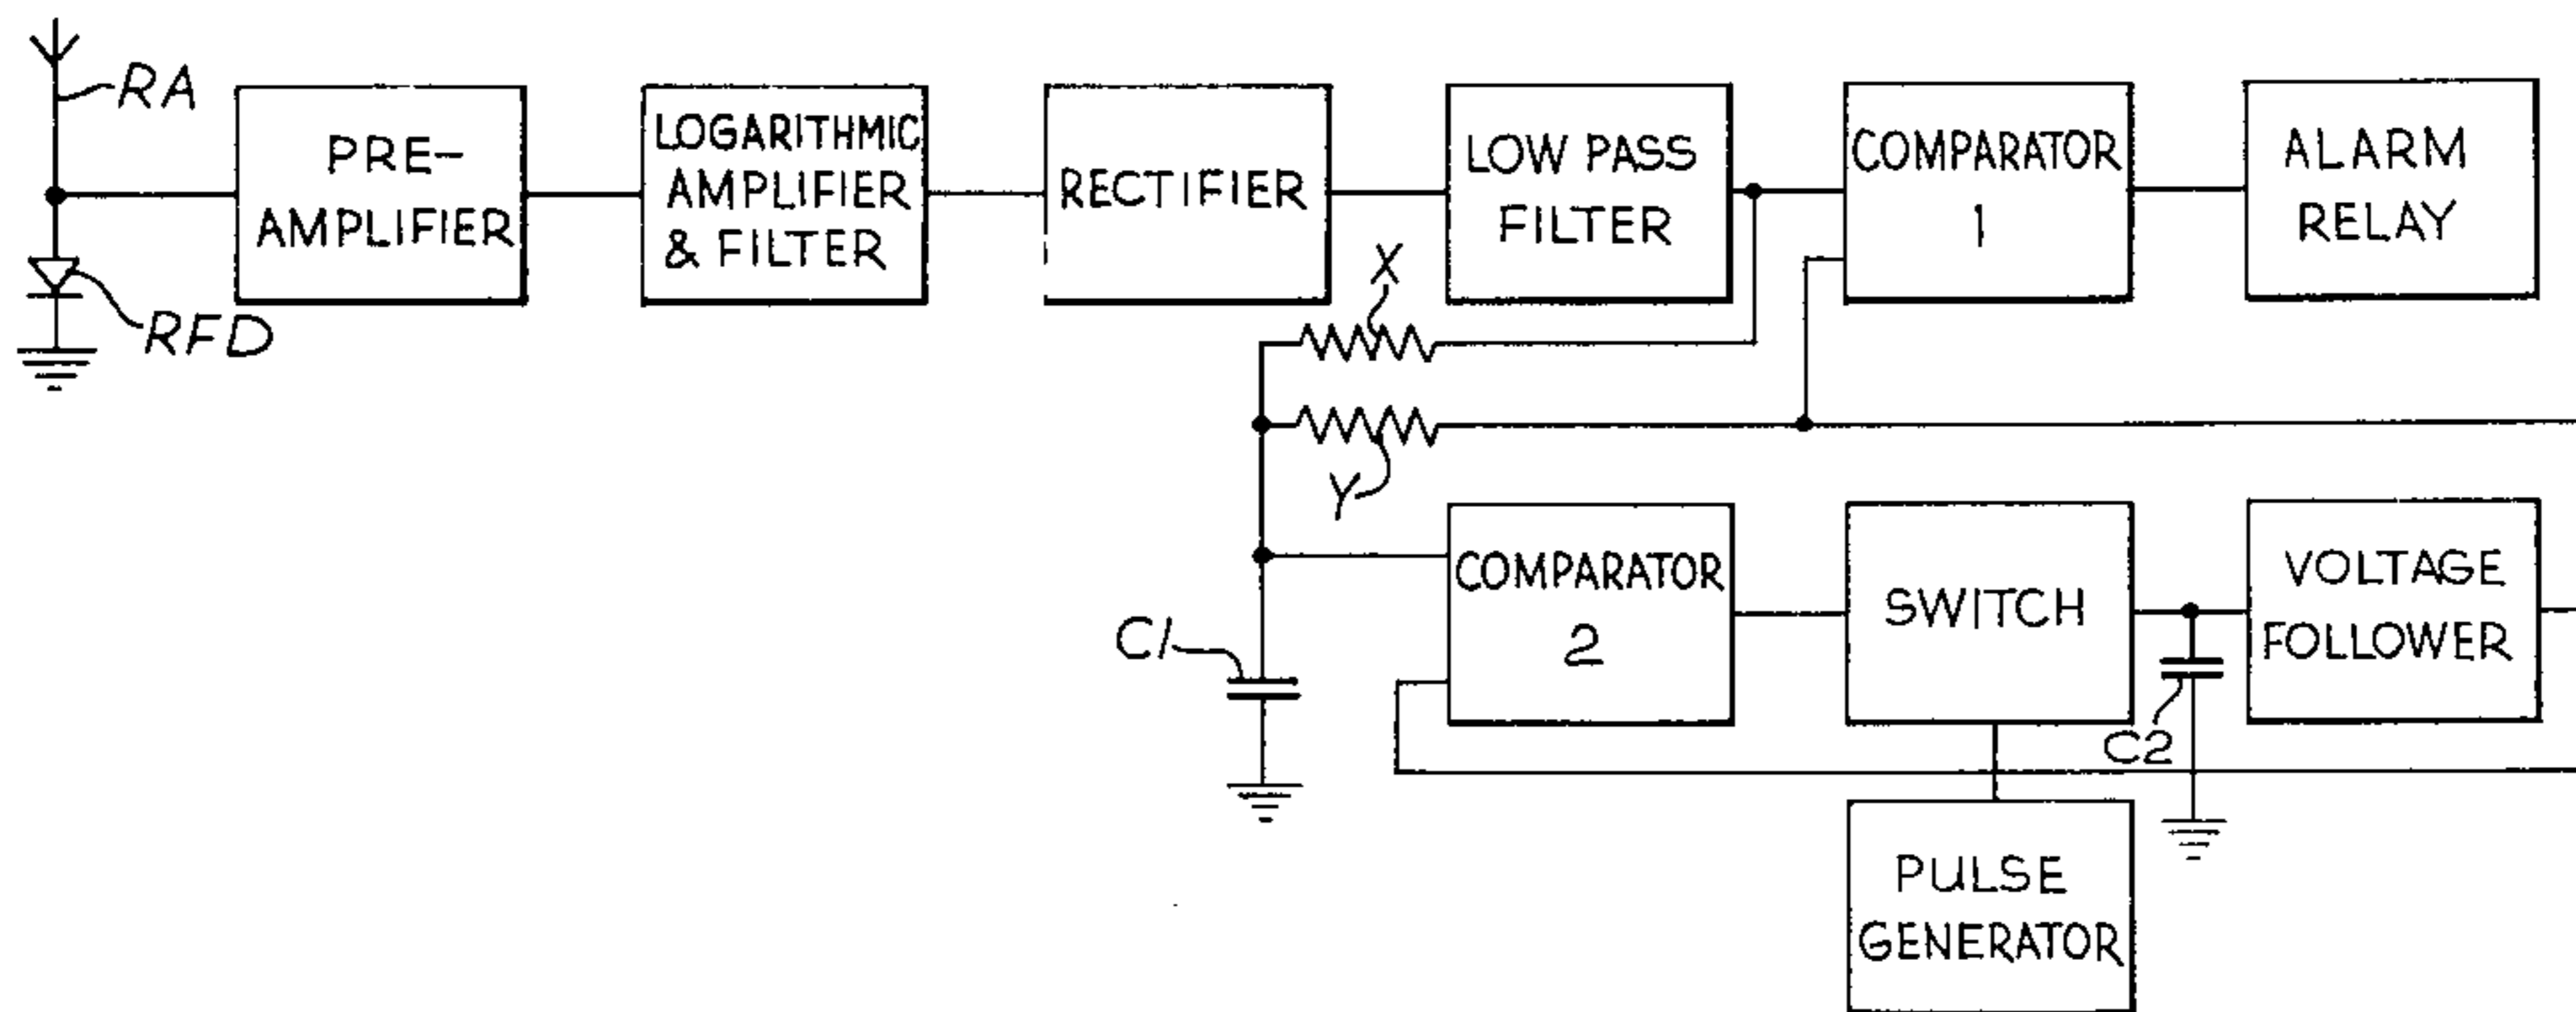 RA
RFD
PRE-
AMPLIFIER
LOGARITHMIC
AMPLIFIER
& FILTER
RECTIFIER
LOW PASS
FILTER
COMPARATOR
1
ALARM
RELAY
X
Y
C1
COMPARATOR
2
SWITCH
C2
VOLTAGE
FOLLOWER
PULSE
GENERATOR